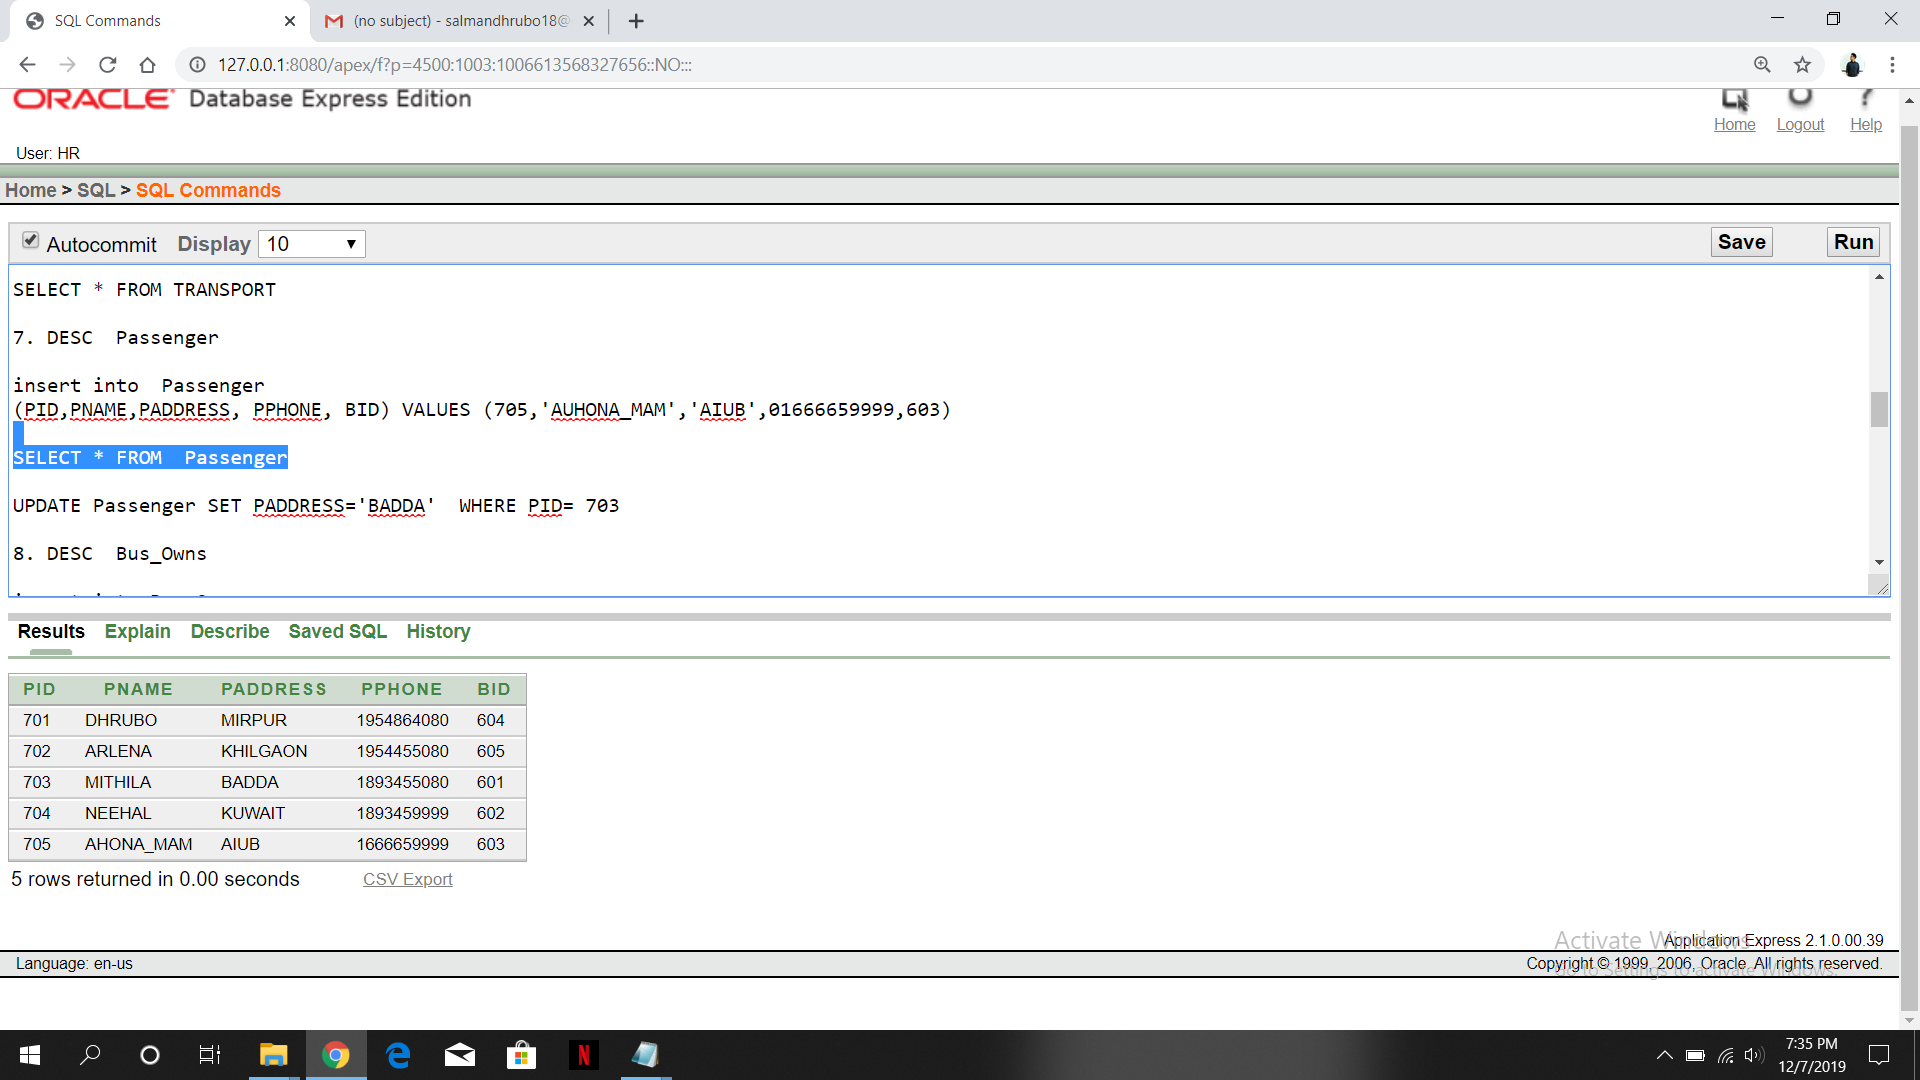 SQL Commands
(no subject) - salmandhrubo18@
127.0.0.1:8080/apex/f?p=4500:1003:1006613568327656::NO:::
ORACLE Database Express Edition
Home Logout Help
User: HR
Home > SQL > SQL Commands
Autocommit Display 10 Save Run
SELECT * FROM TRANSPORT
7. DESC  Passenger
insert into  Passenger
(PID,PNAME,PADDRESS, PPHONE, BID) VALUES (705,'AUHONA_MAM','AIUB',01666659999,603)
SELECT * FROM  Passenger
UPDATE Passenger SET PADDRESS='BADDA'  WHERE PID= 703
8. DESC  Bus_Owns
Results Explain Describe Saved SQL History
PID PNAME PADDRESS PPHONE BID
701 DHRUBO MIRPUR 1954864080 604
702 ARLENA KHILGAON 1954455080 605
703 MITHILA BADDA 1893455080 601
704 NEEHAL KUWAIT 1893459999 602
705 AHONA_MAM AIUB 1666659999 603
5 rows returned in 0.00 seconds CSV Export
Activate Windows
Application Express 2.1.0.00.39
Language: en-us
Copyright © 1999, 2006, Oracle. All rights reserved.
Go to Settings to activate Windows.
N
7:35 PM
12/7/2019